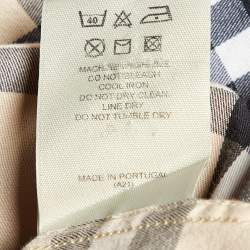 40
MACHINE WASH
DO NOT BLEACH
COOL IRON
DO NOT DRY CLEAN
LINE DRY
DO NOT TUMBLE DRY
MADE IN PORTUGAL
(A21)